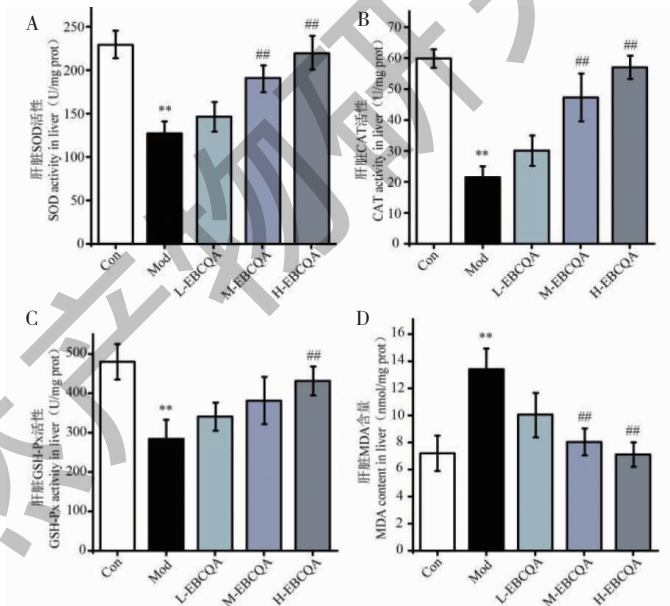 A
肝脏SOD活性
SOD activity in liver（U/mg prot）
250
200
150
100
50
0
**
##
##
Con
Mod
L-EBCQA
M-EBCQA
H-EBCQA
B
肝脏CAT活性
CAT activity in liver（U/mg prot）
70
60
50
40
30
20
10
0
**
##
##
Con
Mod
L-EBCQA
M-EBCQA
H-EBCQA
C
肝脏GSH-Px活性
GSH-Px activity in liver（U/mg prot）
500
400
300
200
100
0
**
##
Con
Mod
L-EBCQA
M-EBCQA
H-EBCQA
D
肝脏MDA含量
MDA content in liver（nmol/mg prot）
16
14
12
10
8
6
4
2
0
**
##
##
Con
Mod
L-EBCQA
M-EBCQA
H-EBCQA
产物研